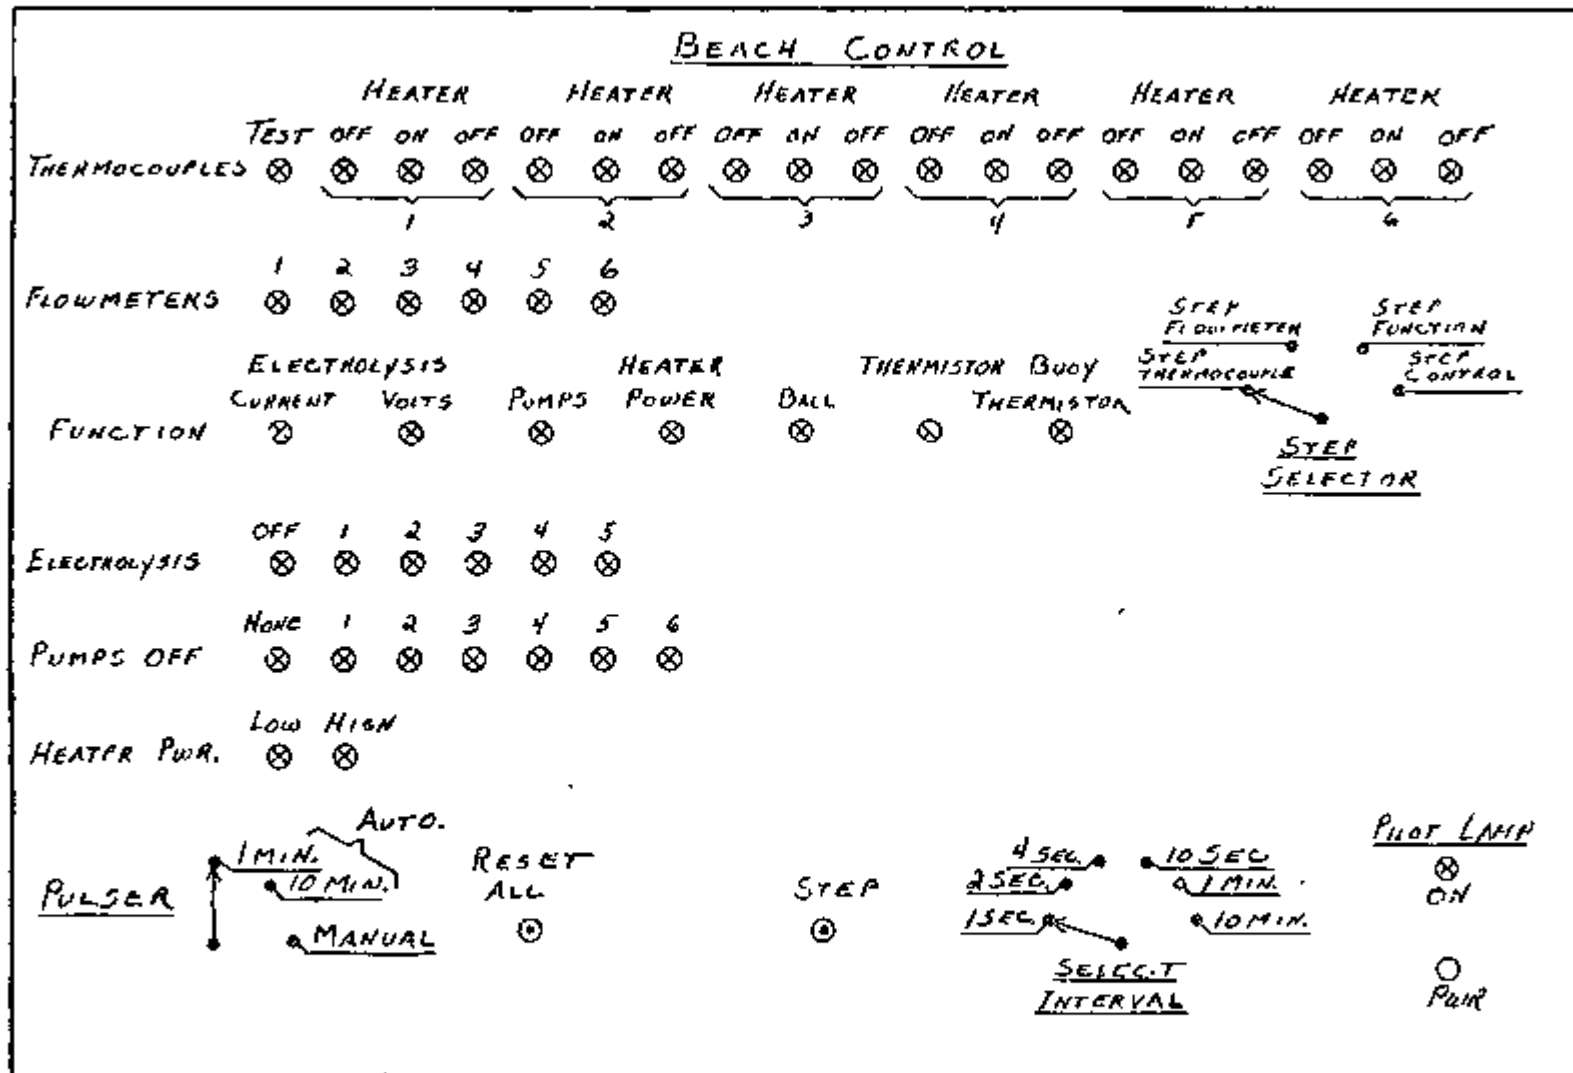 BEACH CONTROL
HEATER HEATER HEATER HEATER HEATER HEATER
TEST OFF ON OFF OFF ON OFF OFF ON OFF OFF ON OFF OFF ON OFF OFF ON OFF
THERMOCOUPLES
1 2 3 4 5 6
1 2 3 4 5 6
FLOWMETERS
STEP FLOWMETER
STEP FUNCTION
STEP THERMOCOUPLE
STEP CONTROL
STEP SELECTOR
ELECTROLYSIS HEATER THERMISTOR BUOY
CURRENT VOLTS PUMPS POWER BALL THERMISTOR
FUNCTION
OFF 1 2 3 4 5
ELECTROLYSIS
NONE 1 2 3 4 5 6
PUMPS OFF
LOW HIGH
HEATER PWR.
AUTO.
1 MIN.
10 MIN.
MANUAL
PULSER
RESET
ALL
STEP
4 SEC. 10 SEC
2 SEC. 1 MIN.
1 SEC. 10 MIN.
SELECT
INTERVAL
PILOT LAMP
ON
PWR